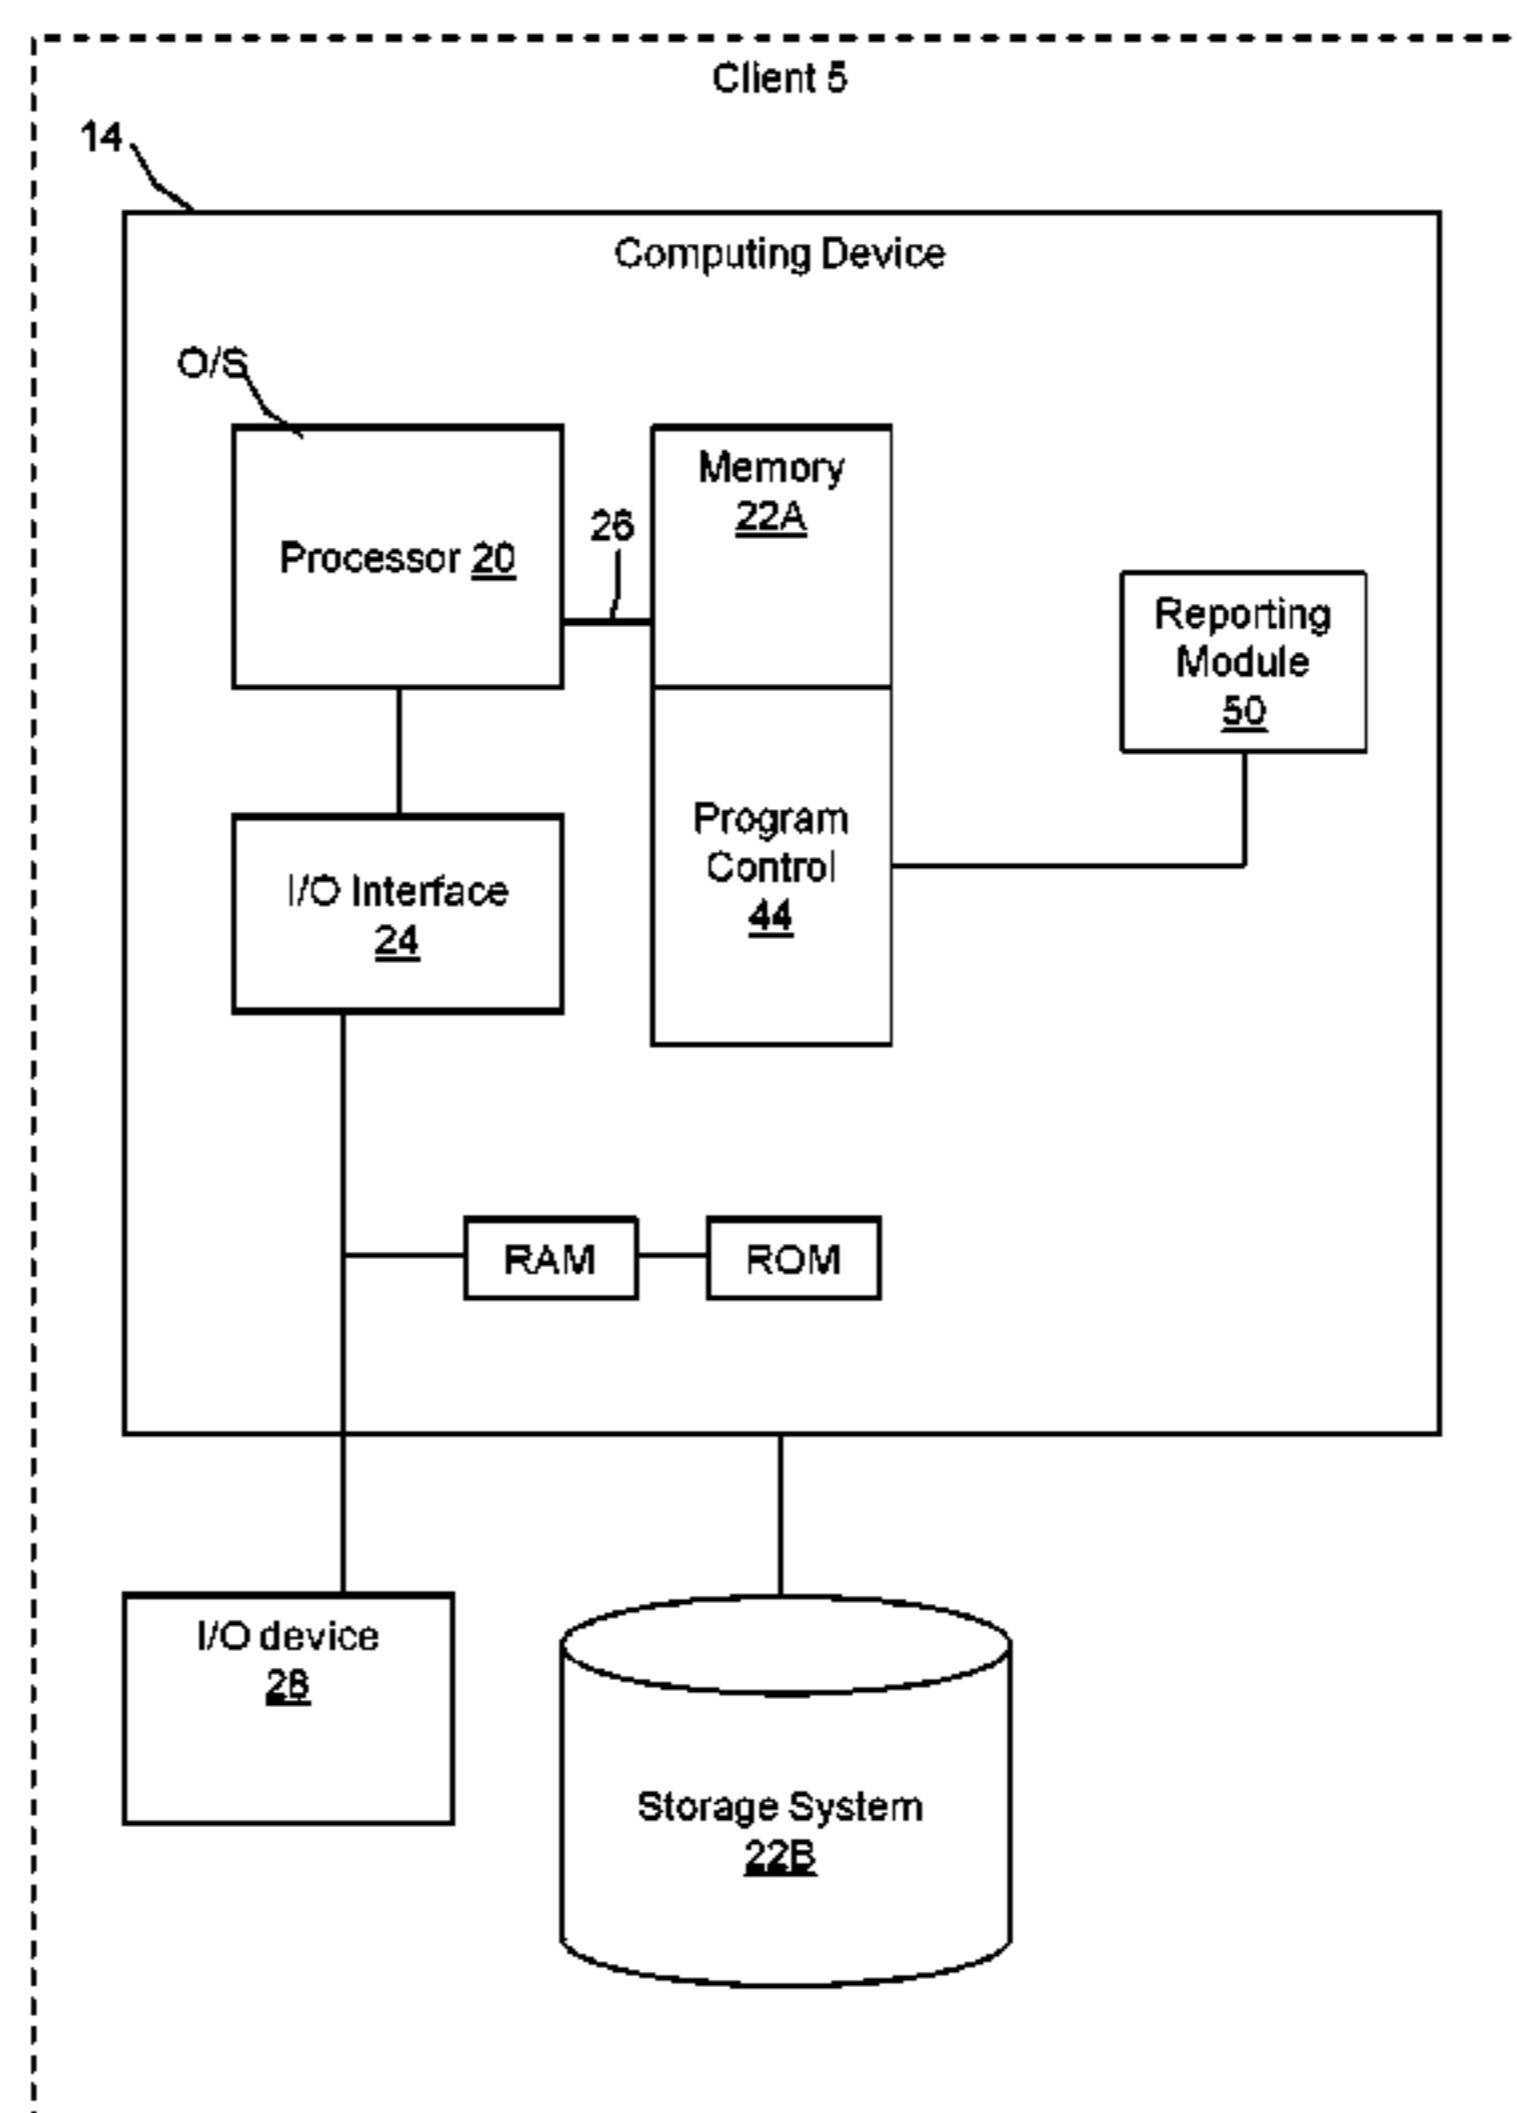 Client 5
14
Computing Device
O/S
Processor 20
26
Memory
22A
Reporting
Module
50
Program
Control
44
I/O Interface
24
RAM
ROM
I/O device
28
Storage System
22B